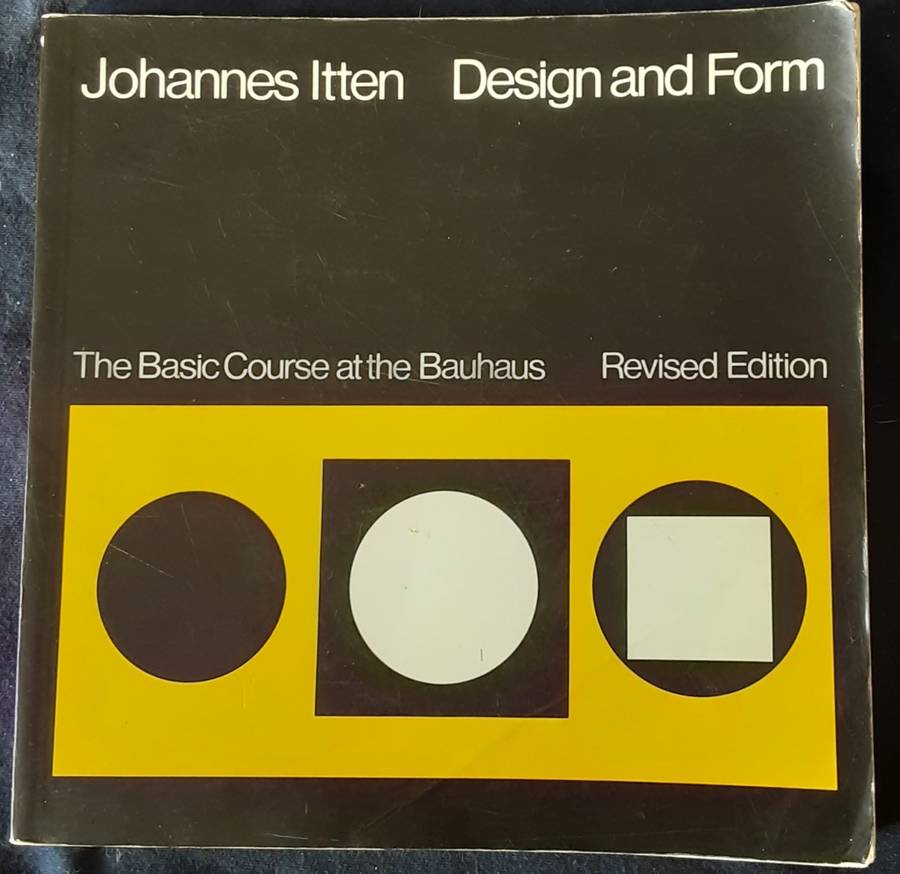 Johannes Itten Design and Form
The Basic Course at the Bauhaus Revised Edition